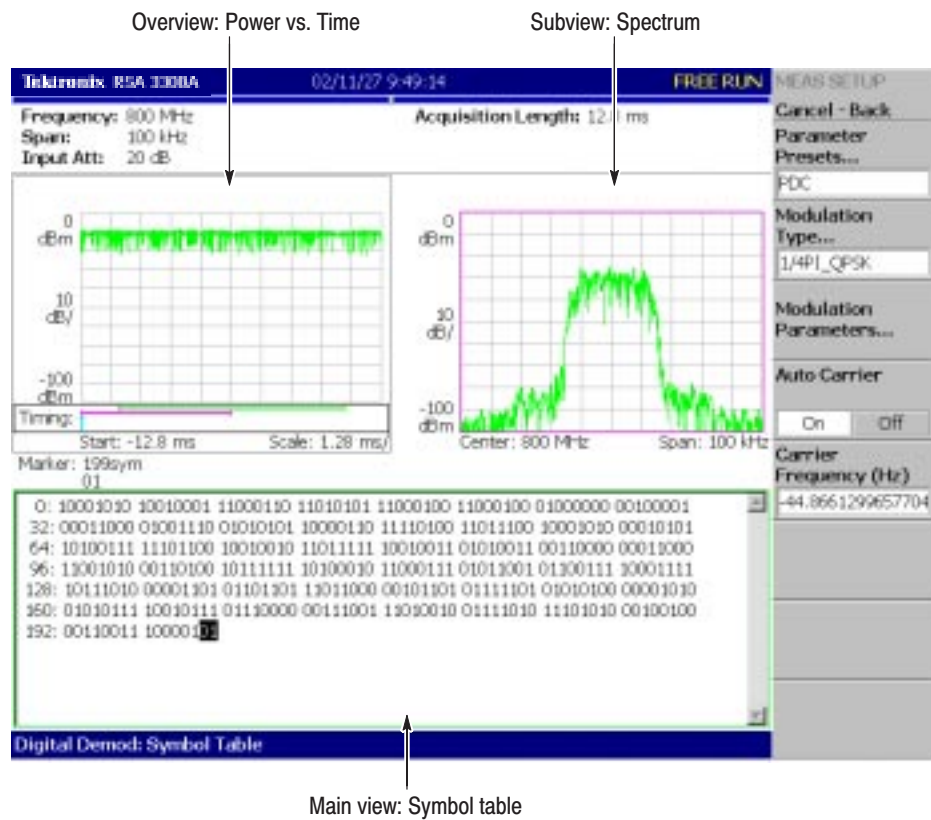 Overview: Power vs. Time
Subview: Spectrum
Tektronix RSA 3308A 02/11/27 9:49:14 FREE RUN
MEAS SETUP
Frequency: 800 MHz
Span: 100 kHz
Input Att: 20 dB
Acquisition Length: 12.8 ms
Cancel - Back
Parameter
Presets...
PDC
Modulation
Type...
1/4PI_QPSK
Modulation
Parameters...
Auto Carrier
On Off
Carrier
Frequency (Hz)
-44.8661299657704
0
dBm
10
dB/
-100
dBm
Timing:
Start: -12.8 ms Scale: 1.28 ms/
0
dBm
10
dB/
-100
dBm
Center: 800 MHz Span: 100 kHz
Marker: 199sym
01
0: 10001010 10010001 11000110 11010101 11000100 11000100 01000000 00100001
32: 00011000 01001110 01010101 10000110 11110100 11011100 10001010 00010101
64: 10100111 11101100 10010010 11011111 10010011 01010011 00110000 00011000
96: 11001010 00110100 10111111 10100010 11000111 01011001 01100111 10001111
128: 10111010 00001101 01101101 11011000 00101101 01111101 01010100 00001010
160: 01010111 10010111 01110000 00111001 11010010 01111010 11101010 00100100
192: 00110011 10000101
Digital Demod: Symbol Table
Main view: Symbol table